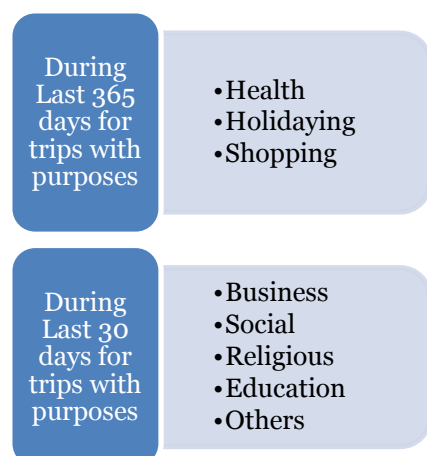 During
Last 365
days for
trips with
purposes
•Health
•Holidaying
•Shopping
During
Last 30
days for
trips with
purposes
•Business
•Social
•Religious
•Education
•Others